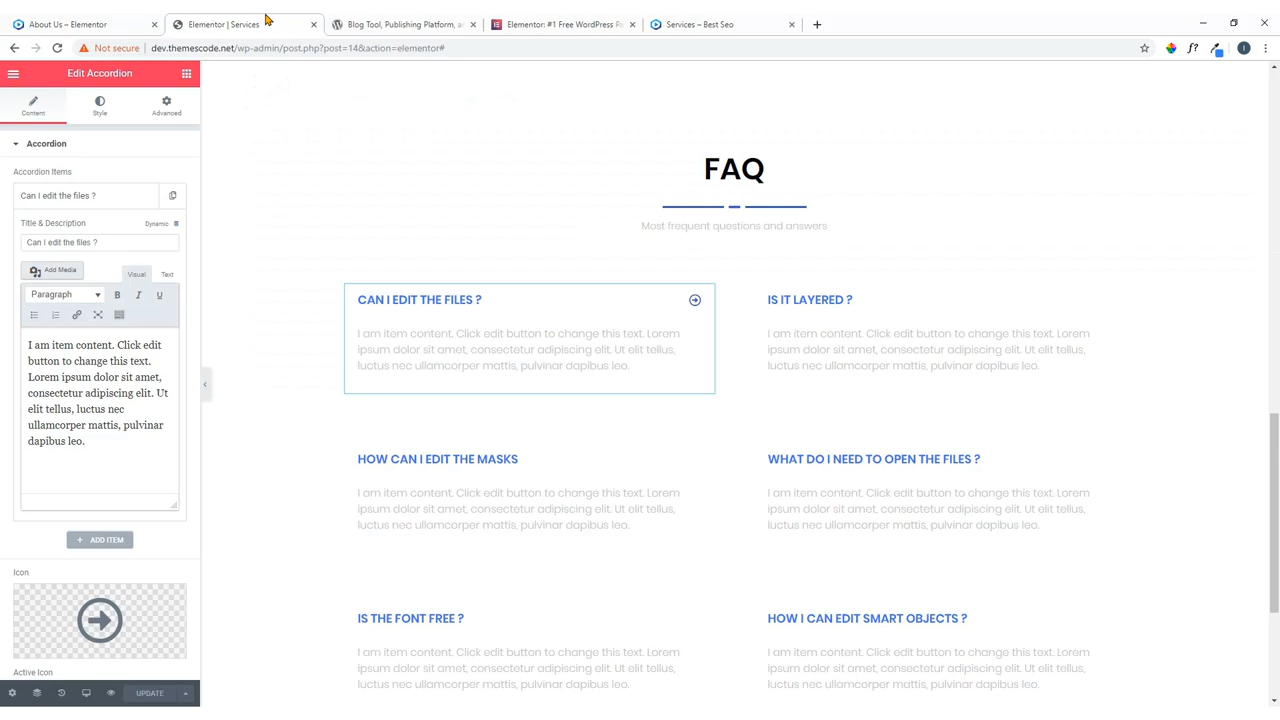 About Us – Elementor
Elementor | Services
Blog Tool, Publishing Platform, a
Elementor: #1 Free WordPress P
Services – Best Seo
Not secure
dev.themescode.net/wp-admin/post.php?post=14&action=elementor#
f?
I
Edit Accordion
Content
Style
Advanced
Accordion
Accordion Items
Can I edit the files ?
Title & Description
Dynamic
Can I edit the files ?
Add Media
Visual
Text
Paragraph
B
I
U
I am item content. Click edit
button to change this text.
Lorem ipsum dolor sit amet,
consectetur adipiscing elit. Ut
elit tellus, luctus nec
ullamcorper mattis, pulvinar
dapibus leo.
+ ADD ITEM
Icon
Active Icon
UPDATE
FAQ
Most frequent questions and answers
CAN I EDIT THE FILES ?
I am item content. Click edit button to change this text. Lorem
ipsum dolor sit amet, consectetur adipiscing elit. Ut elit tellus,
luctus nec ullamcorper mattis, pulvinar dapibus leo.
IS IT LAYERED ?
I am item content. Click edit button to change this text. Lorem
ipsum dolor sit amet, consectetur adipiscing elit. Ut elit tellus,
luctus nec ullamcorper mattis, pulvinar dapibus leo.
HOW CAN I EDIT THE MASKS
I am item content. Click edit button to change this text. Lorem
ipsum dolor sit amet, consectetur adipiscing elit. Ut elit tellus,
luctus nec ullamcorper mattis, pulvinar dapibus leo.
WHAT DO I NEED TO OPEN THE FILES ?
I am item content. Click edit button to change this text. Lorem
ipsum dolor sit amet, consectetur adipiscing elit. Ut elit tellus,
luctus nec ullamcorper mattis, pulvinar dapibus leo.
IS THE FONT FREE ?
I am item content. Click edit button to change this text. Lorem
ipsum dolor sit amet, consectetur adipiscing elit. Ut elit tellus,
luctus nec ullamcorper mattis, pulvinar dapibus leo.
HOW I CAN EDIT SMART OBJECTS ?
I am item content. Click edit button to change this text. Lorem
ipsum dolor sit amet, consectetur adipiscing elit. Ut elit tellus,
luctus nec ullamcorper mattis, pulvinar dapibus leo.